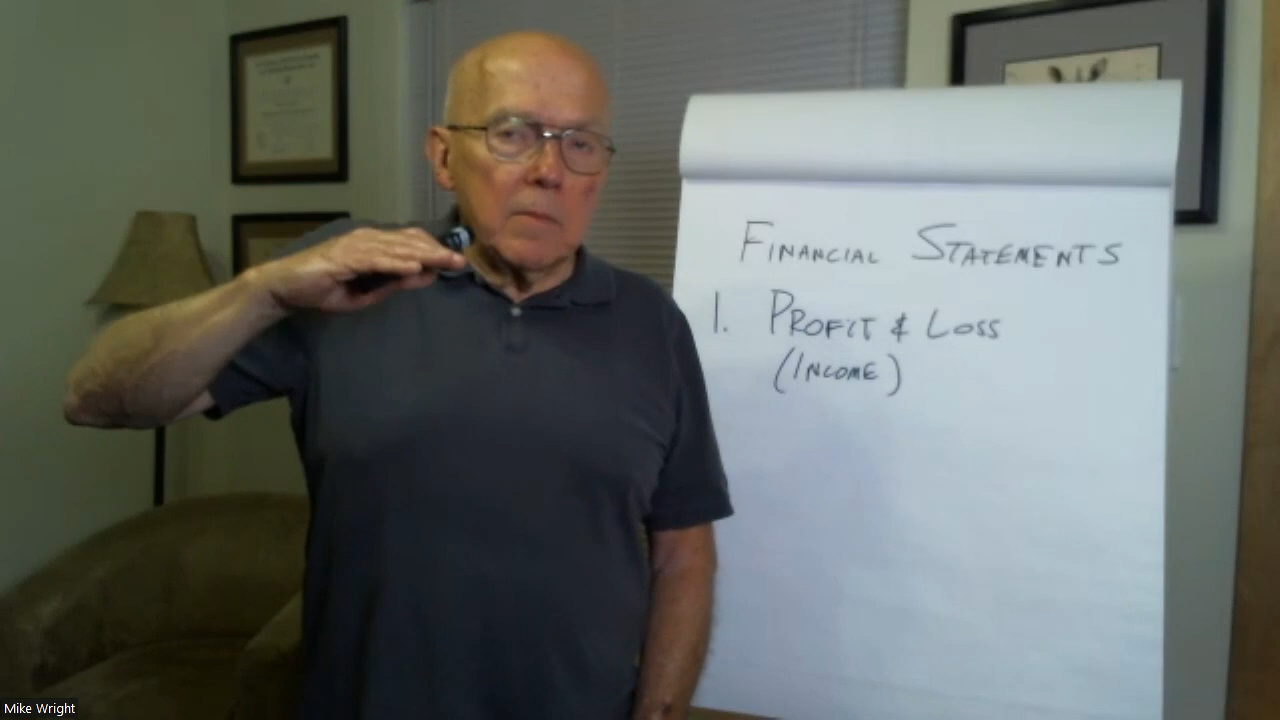 Financial Statements
1. Profit & Loss
(Income)
Mike Wright